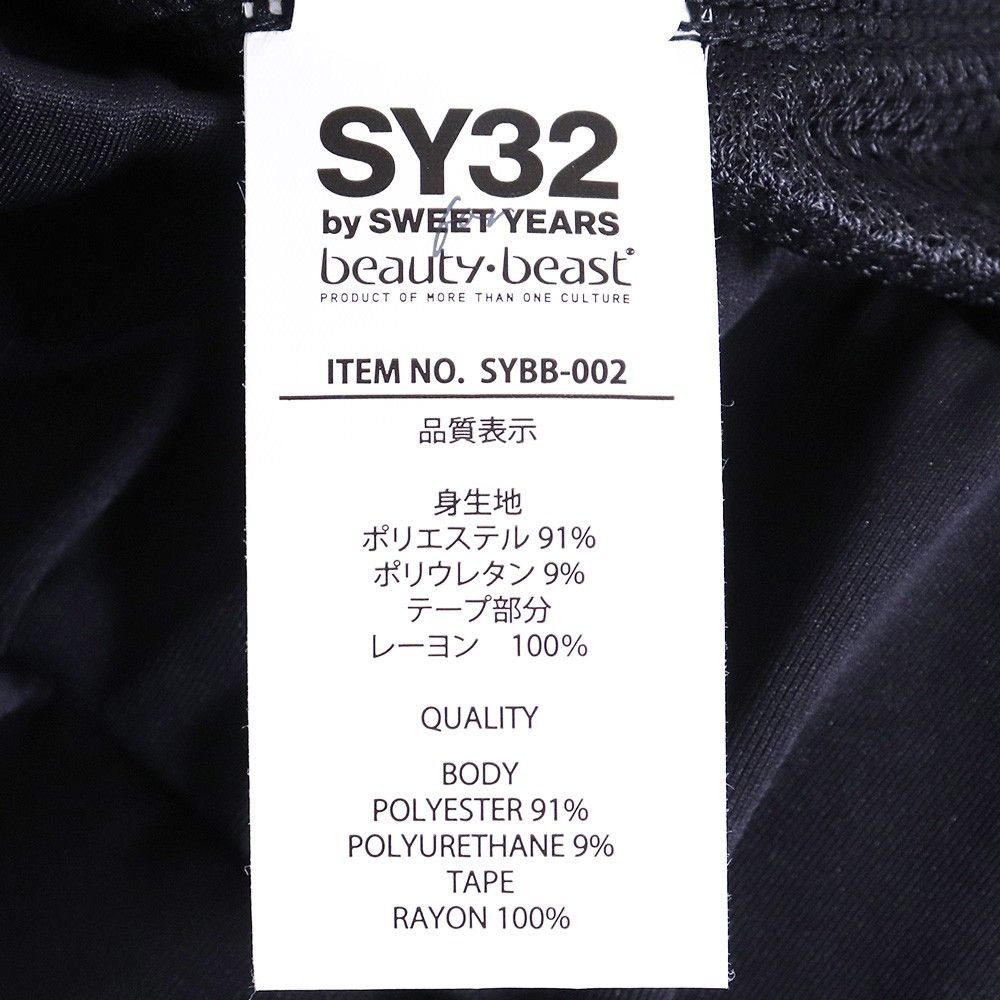 SY32
by SWEET YEARS
for
beauty·beast
PRODUCT OF MORE THAN ONE CULTURE
ITEM NO. SYBB-002
品質表示
身生地
ポリエステル 91%
ポリウレタン 9%
テープ部分
レーヨン 100%
QUALITY
BODY
POLYESTER 91%
POLYURETHANE 9%
TAPE
RAYON 100%